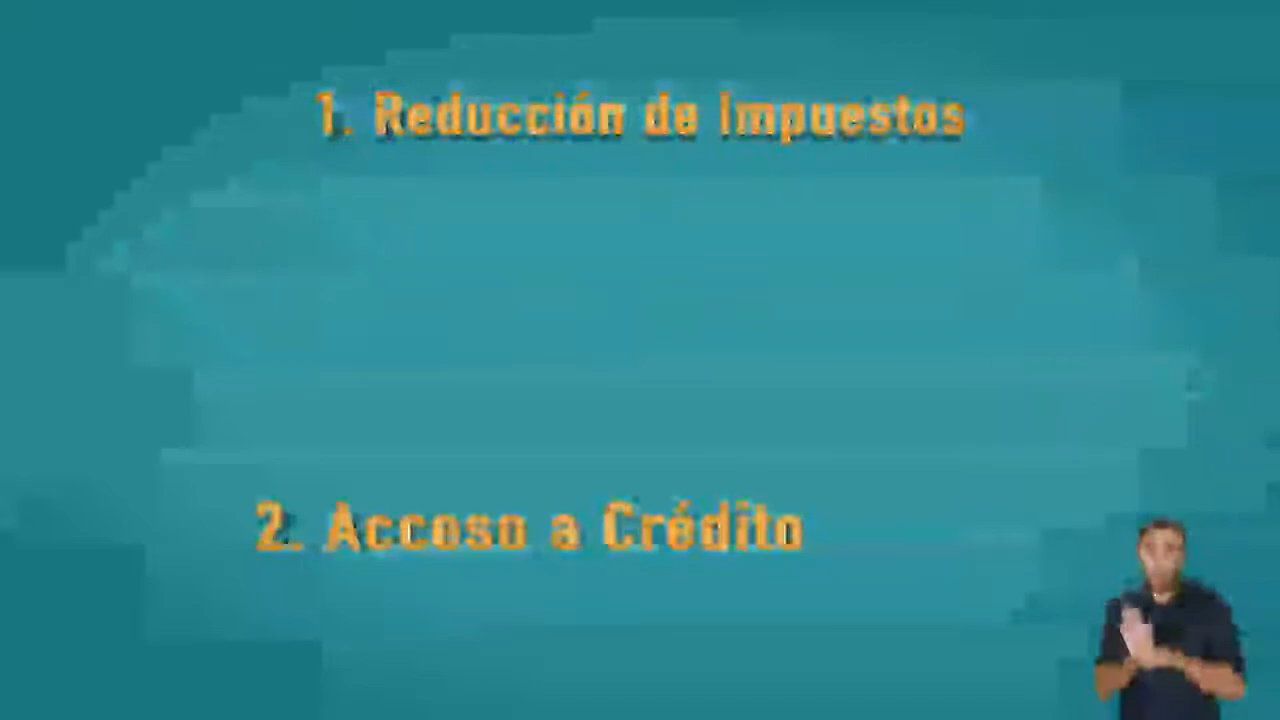 1. Reducción de Impuestos
2. Acceso a Crédito